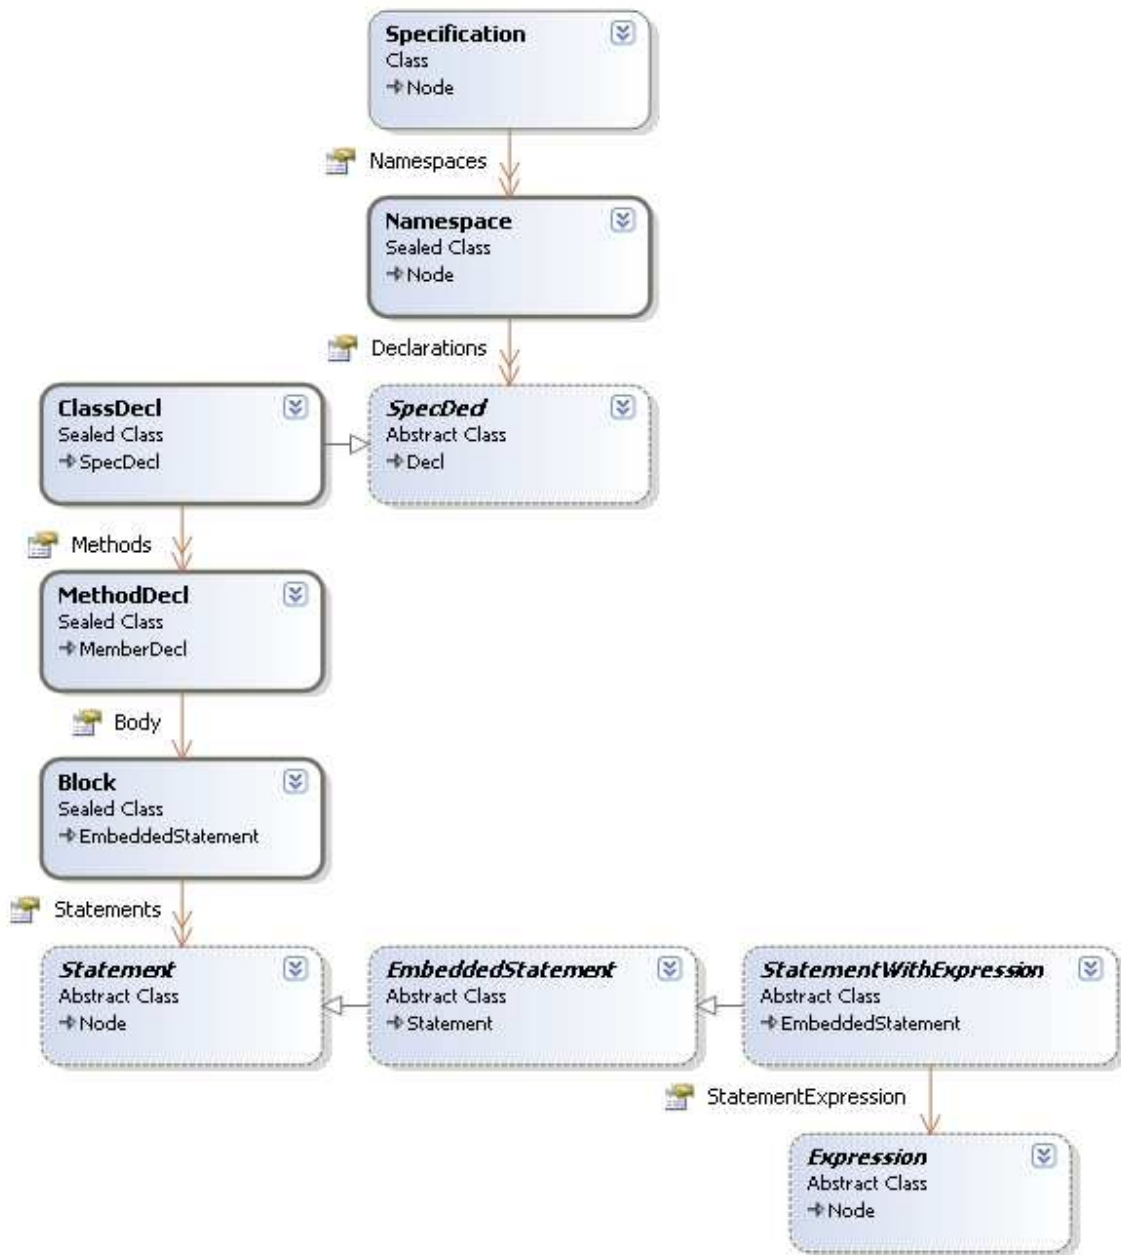 Specification
Class
Node
Namespaces
Namespace
Sealed Class
Node
Declarations
ClassDecl
Sealed Class
SpecDecl
SpecDecl
Abstract Class
Decl
Methods
MethodDecl
Sealed Class
MemberDecl
Body
Block
Sealed Class
EmbeddedStatement
Statements
Statement
Abstract Class
Node
EmbeddedStatement
Abstract Class
Statement
StatementWithExpression
Abstract Class
EmbeddedStatement
StatementExpression
Expression
Abstract Class
Node